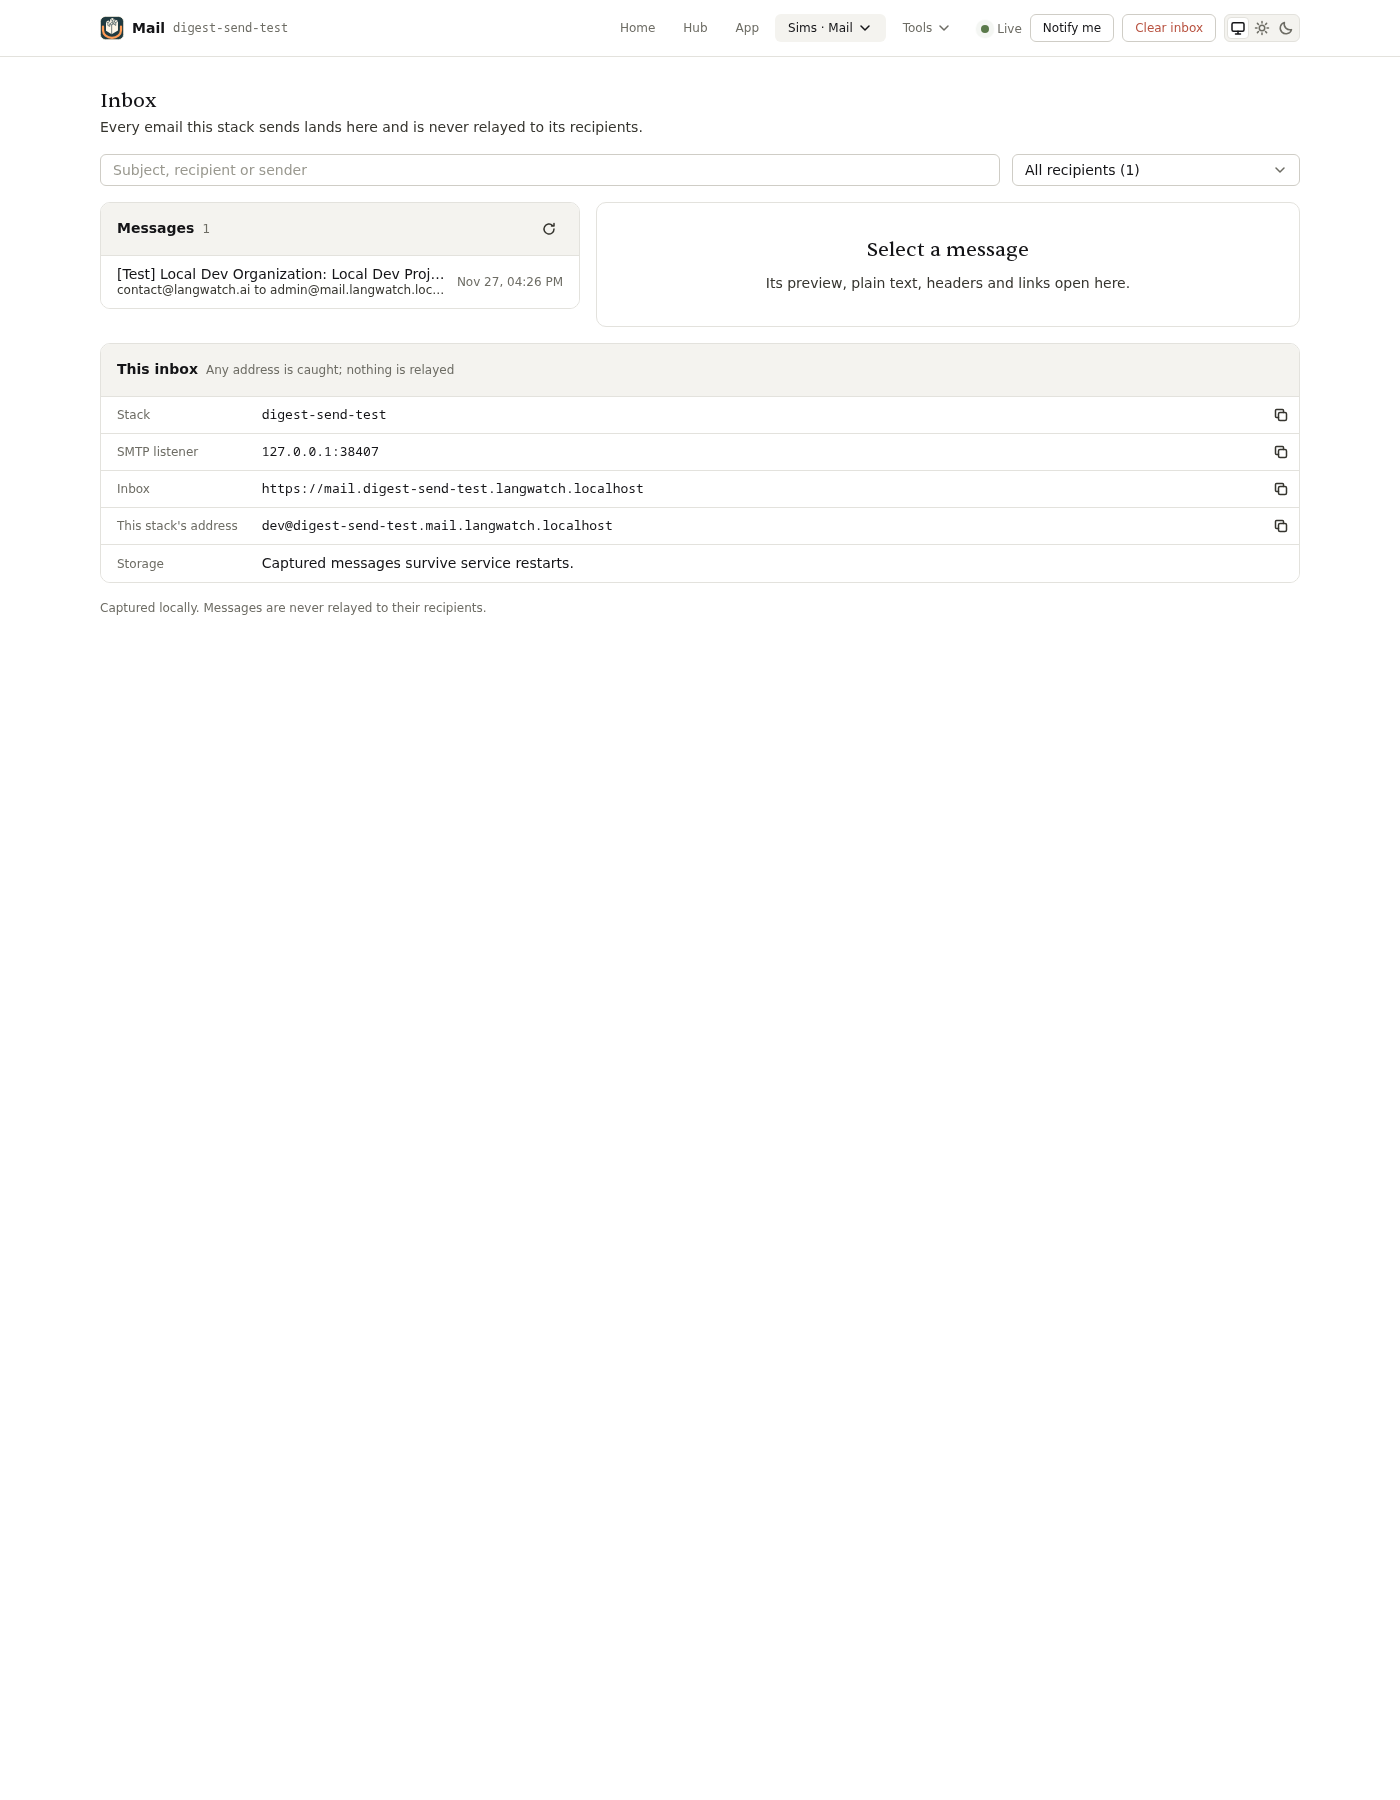 Mail digest-send-test
Home Hub App Sims · Mail Tools Live Notify me Clear inbox
Inbox
Every email this stack sends lands here and is never relayed to its recipients.
Subject, recipient or sender
All recipients (1)
Messages 1
[Test] Local Dev Organization: Local Dev Proj…
contact@langwatch.ai to admin@mail.langwatch.loc…
Nov 27, 04:26 PM
Select a message
Its preview, plain text, headers and links open here.
This inbox Any address is caught; nothing is relayed
Stack digest-send-test
SMTP listener 127.0.0.1:38407
Inbox https://mail.digest-send-test.langwatch.localhost
This stack's address dev@digest-send-test.mail.langwatch.localhost
Storage Captured messages survive service restarts.
Captured locally. Messages are never relayed to their recipients.